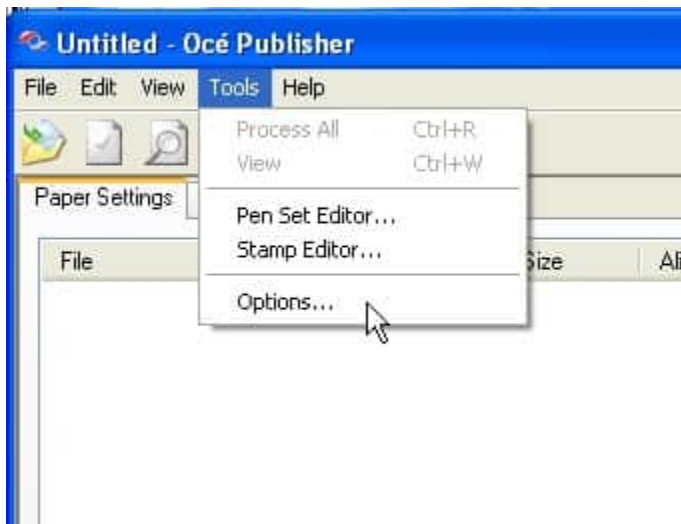 Untitled - Océ Publisher
File Edit View Tools Help
Process All Ctrl+R
View Ctrl+W
Paper Settings
Pen Set Editor...
Stamp Editor...
File Size
Options...